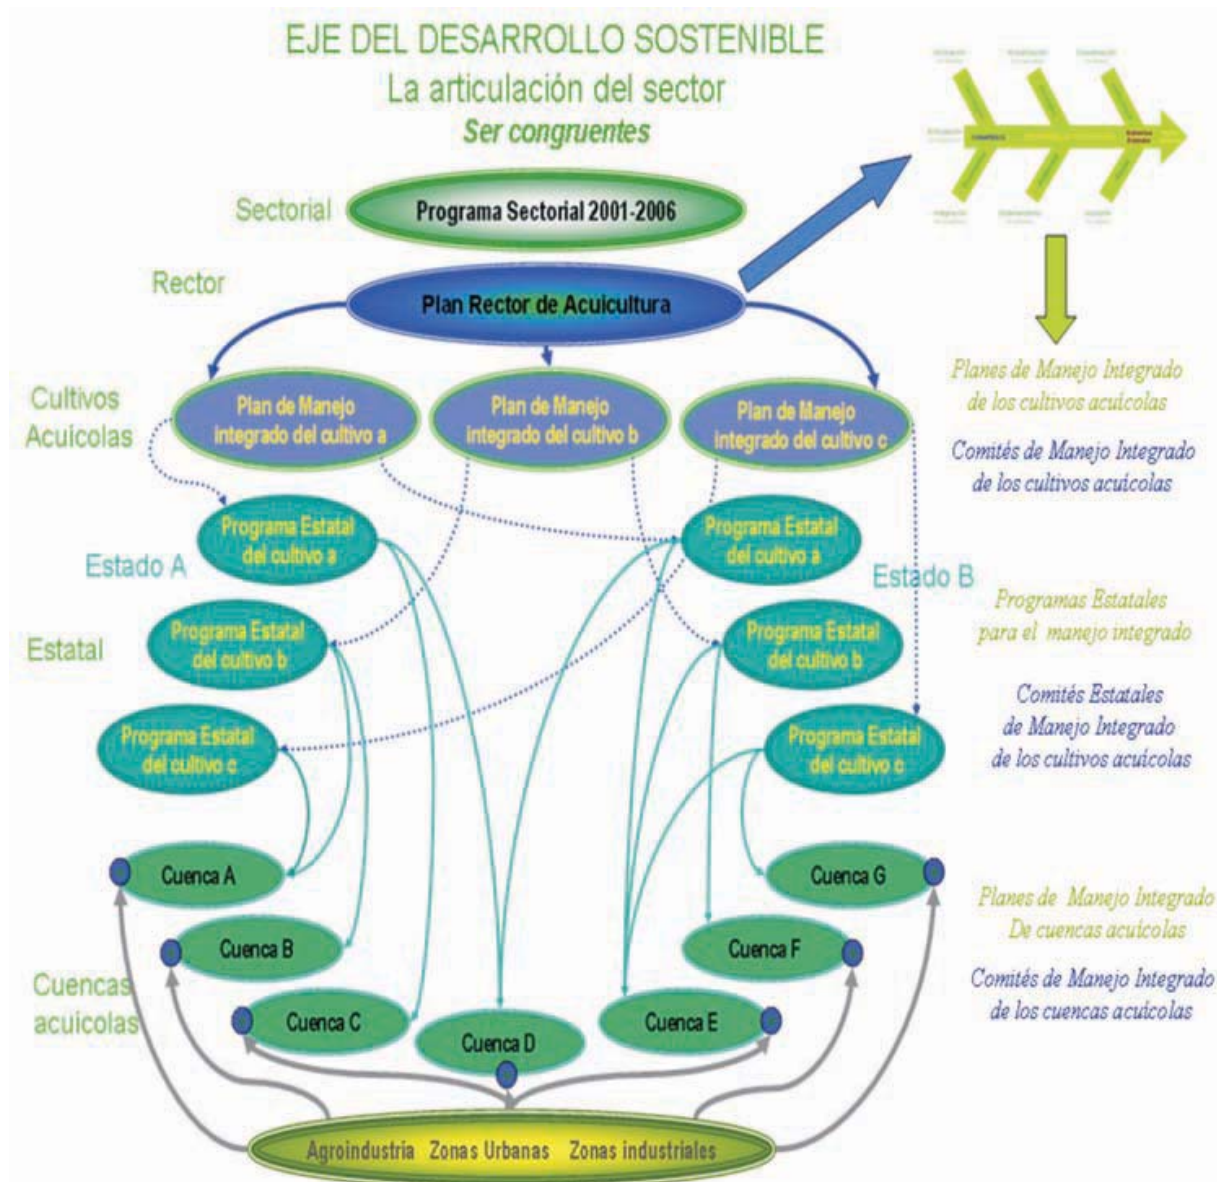 EJE DEL DESARROLLO SOSTENIBLE
La articulación del sector
Ser congruentes
Sectorial
Programa Sectorial 2001-2006
Rector
Plan Rector de Acuicultura
Cultivos
Acuícolas
Plan de Manejo
integrado del cultivo a
Plan de Manejo
integrado del cultivo b
Plan de Manejo
integrado del cultivo c
Planes de Manejo Integrado
de los cultivos acuícolas
Comités de Manejo Integrado
de los cultivos acuícolas
Estado A
Programa Estatal
del cultivo a
Programa Estatal
del cultivo a
Estado B
Estatal
Programa Estatal
del cultivo b
Programa Estatal
del cultivo b
Programas Estatales
para el manejo integrado
Programa Estatal
del cultivo c
Programa Estatal
del cultivo c
Comités Estatales
de Manejo Integrado
de los cultivos acuícolas
Cuencas
acuícolas
Cuenca A
Cuenca B
Cuenca C
Cuenca D
Cuenca E
Cuenca F
Cuenca G
Planes de Manejo Integrado
De cuencas acuícolas
Comités de Manejo Integrado
de los cuencas acuícolas
Agroindustria Zonas Urbanas Zonas industriales